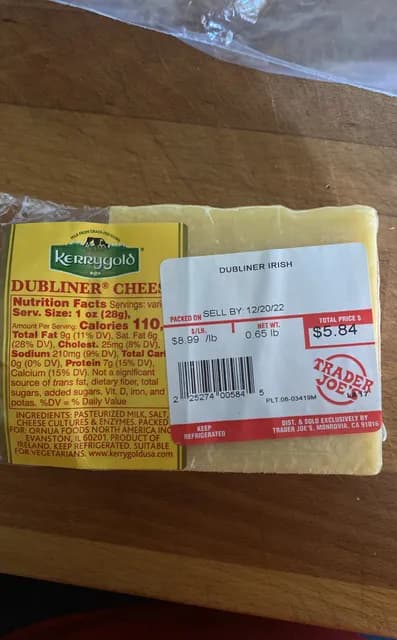 MILK FROM GRASS-FED COWS
Kerrygold
DUBLINER® CHEES
Nutrition Facts Servings: vari
Serv. Size: 1 oz (28g),
Amount Per Serving: Calories 110,
Total Fat 9g (11% DV), Sat. Fat 6g
(28% DV), Cholest. 25mg (8% DV),
Sodium 210mg (9% DV), Total Carb
0g (0% DV), Protein 7g (15% DV),
Calcium (15% DV). Not a significant
source of trans fat, dietary fiber, total
sugars, added sugars, Vit. D, iron, and
potas. %DV = % Daily Value
INGREDIENTS: PASTEURIZED MILK, SALT,
CHEESE CULTURES & ENZYMES. PACKED
FOR: ORNUA FOODS NORTH AMERICA INC
EVANSTON, IL 60201. PRODUCT OF
IRELAND. KEEP REFRIGERATED. SUITABLE
FOR VEGETARIANS. www.kerrygoldusa.com
DUBLINER IRISH
PACKED ON SELL BY: 12/20/22
$/LB. NET WT. TOTAL PRICE $
$8.99 /lb 0.65 lb $5.84
2 25274 00584 5
PLT.06-03419M
TRADER
JOE'S
KEEP
REFRIGERATED
DIST. & SOLD EXCLUSIVELY BY
TRADER JOE'S, MONROVIA, CA 91016